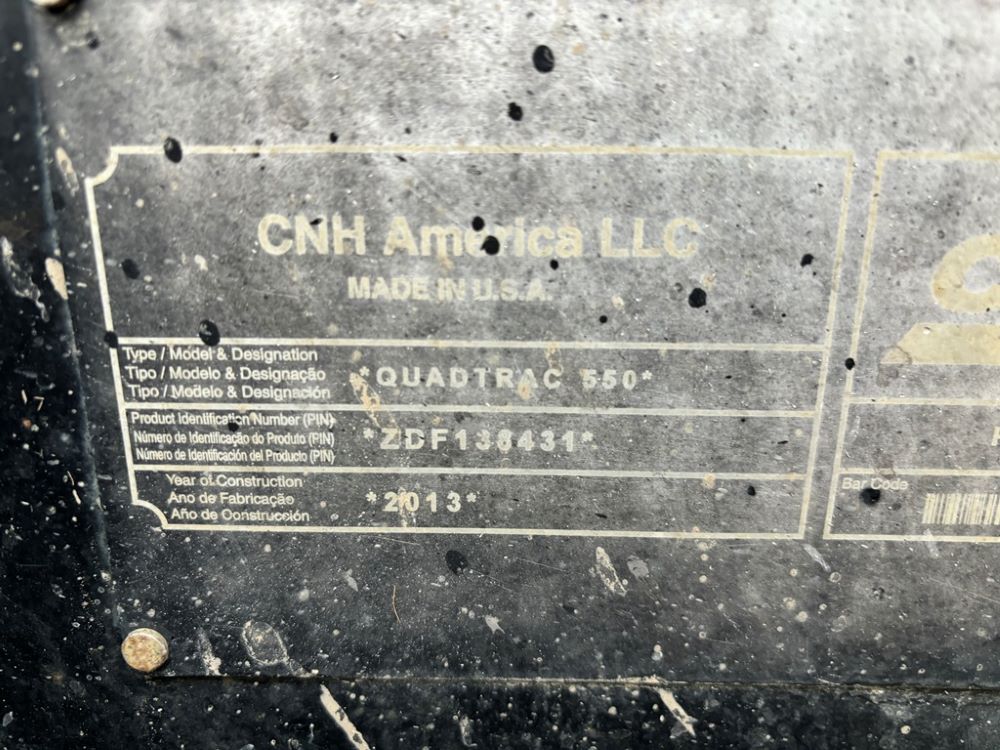 CNH America LLC
MADE IN U.S.A.
Type / Model & Designation
Tipo / Modelo & Designação
Tipo / Modelo & Designación
*QUADTRAC 550*
Product Identification Number (PIN)
Número de Identificação do Produto (PIN)
Número de Identificación del Producto (PIN)
*ZDF138431*
Year of Construction
Ano de Fabricação
Año de Construcción
*2013*
Bar Code